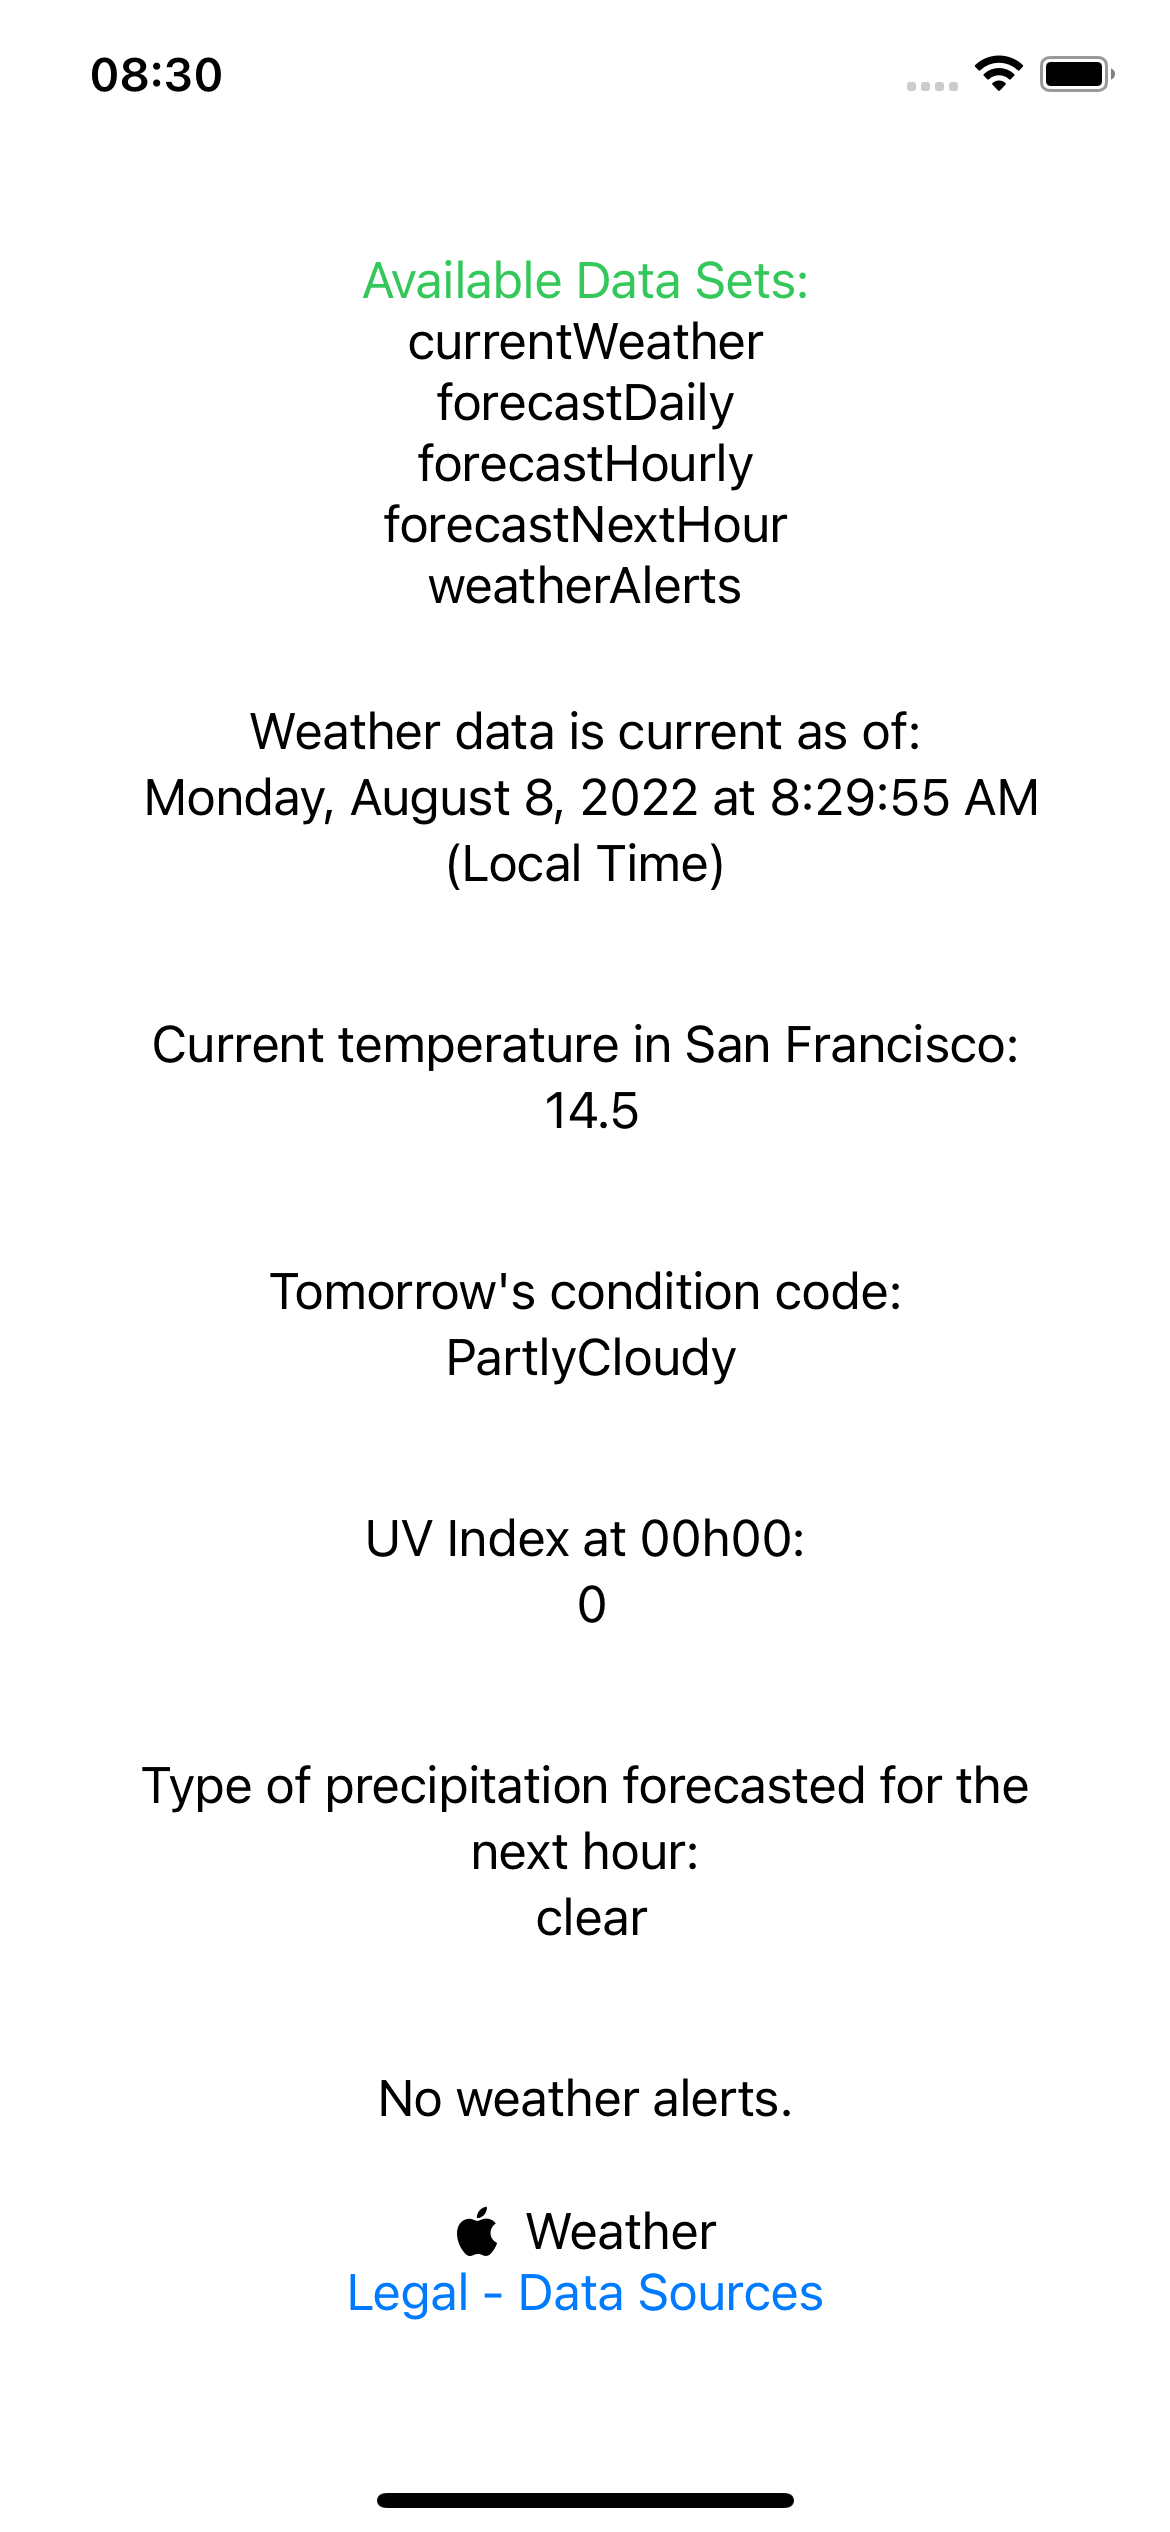 08:30
Available Data Sets:
currentWeather
forecastDaily
forecastHourly
forecastNextHour
weatherAlerts
Weather data is current as of:
Monday, August 8, 2022 at 8:29:55 AM
(Local Time)
Current temperature in San Francisco:
14.5
Tomorrow's condition code:
PartlyCloudy
UV Index at 00h00:
0
Type of precipitation forecasted for the
next hour:
clear
No weather alerts.
Weather
Legal - Data Sources